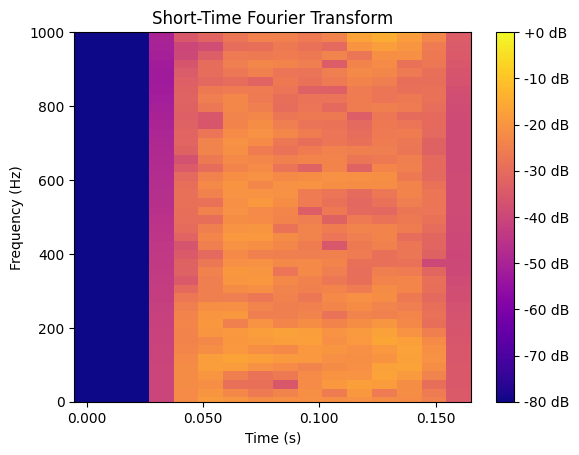 Short-Time Fourier Transform
1000
800
600
400
200
0
Frequency (Hz)
0.000
0.050
0.100
0.150
Time (s)
+0 dB
-10 dB
-20 dB
-30 dB
-40 dB
-50 dB
-60 dB
-70 dB
-80 dB